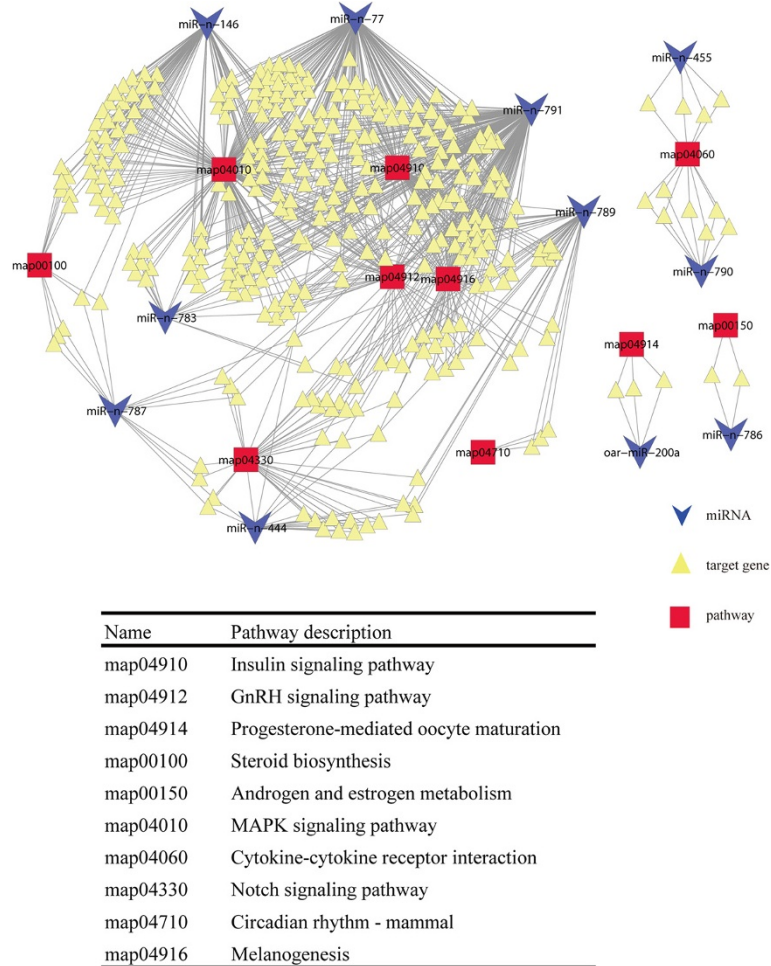 miR-n-146
miR-n-77
miR-n-455
miR-n-791
map04060
map04010
map04910
miR-n-789
map00100
map04912
map04916
miR-n-790
miR-n-783
map04914
map00150
miR-n-787
miR-n-786
map04330
map04710
oar-miR-200a
miR-n-444
miRNA
target gene
pathway
Name Pathway description
map04910 Insulin signaling pathway
map04912 GnRH signaling pathway
map04914 Progesterone-mediated oocyte maturation
map00100 Steroid biosynthesis
map00150 Androgen and estrogen metabolism
map04010 MAPK signaling pathway
map04060 Cytokine-cytokine receptor interaction
map04330 Notch signaling pathway
map04710 Circadian rhythm - mammal
map04916 Melanogenesis